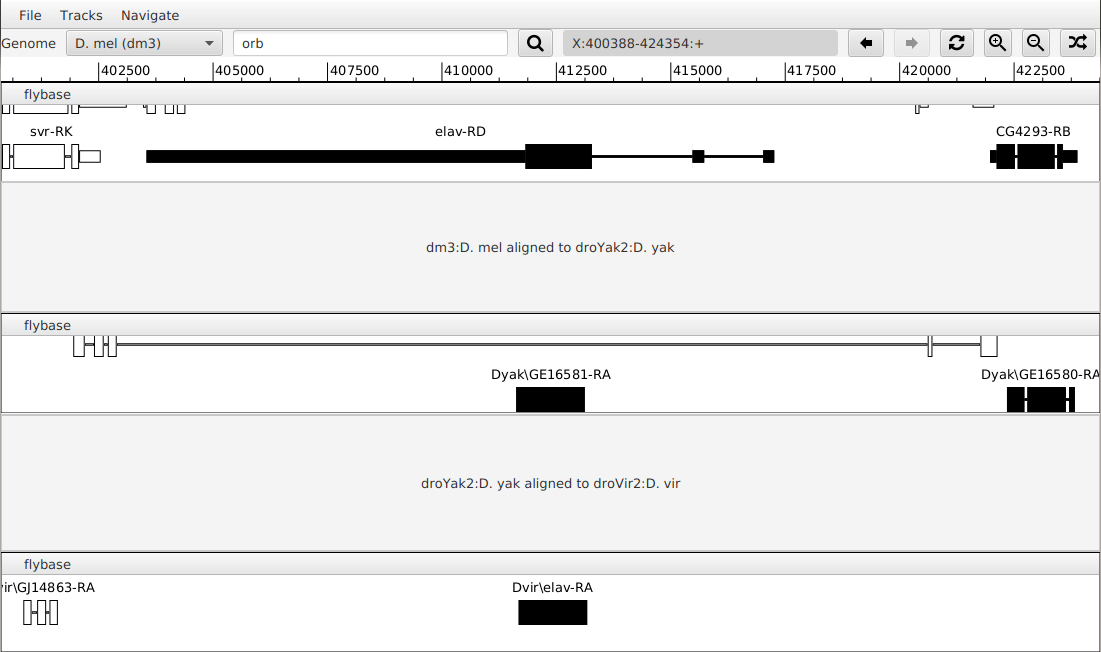 File Tracks Navigate
Genome D. mel (dm3) orb X:400388-424354:+
402500 405000 407500 410000 412500 415000 417500 420000 422500
flybase
svr-RK elav-RD CG4293-RB
dm3:D. mel aligned to droYak2:D. yak
flybase
Dyak\GE16581-RA Dyak\GE16580-RA
droYak2:D. yak aligned to droVir2:D. vir
flybase
vir\GJ14863-RA Dvir\elav-RA